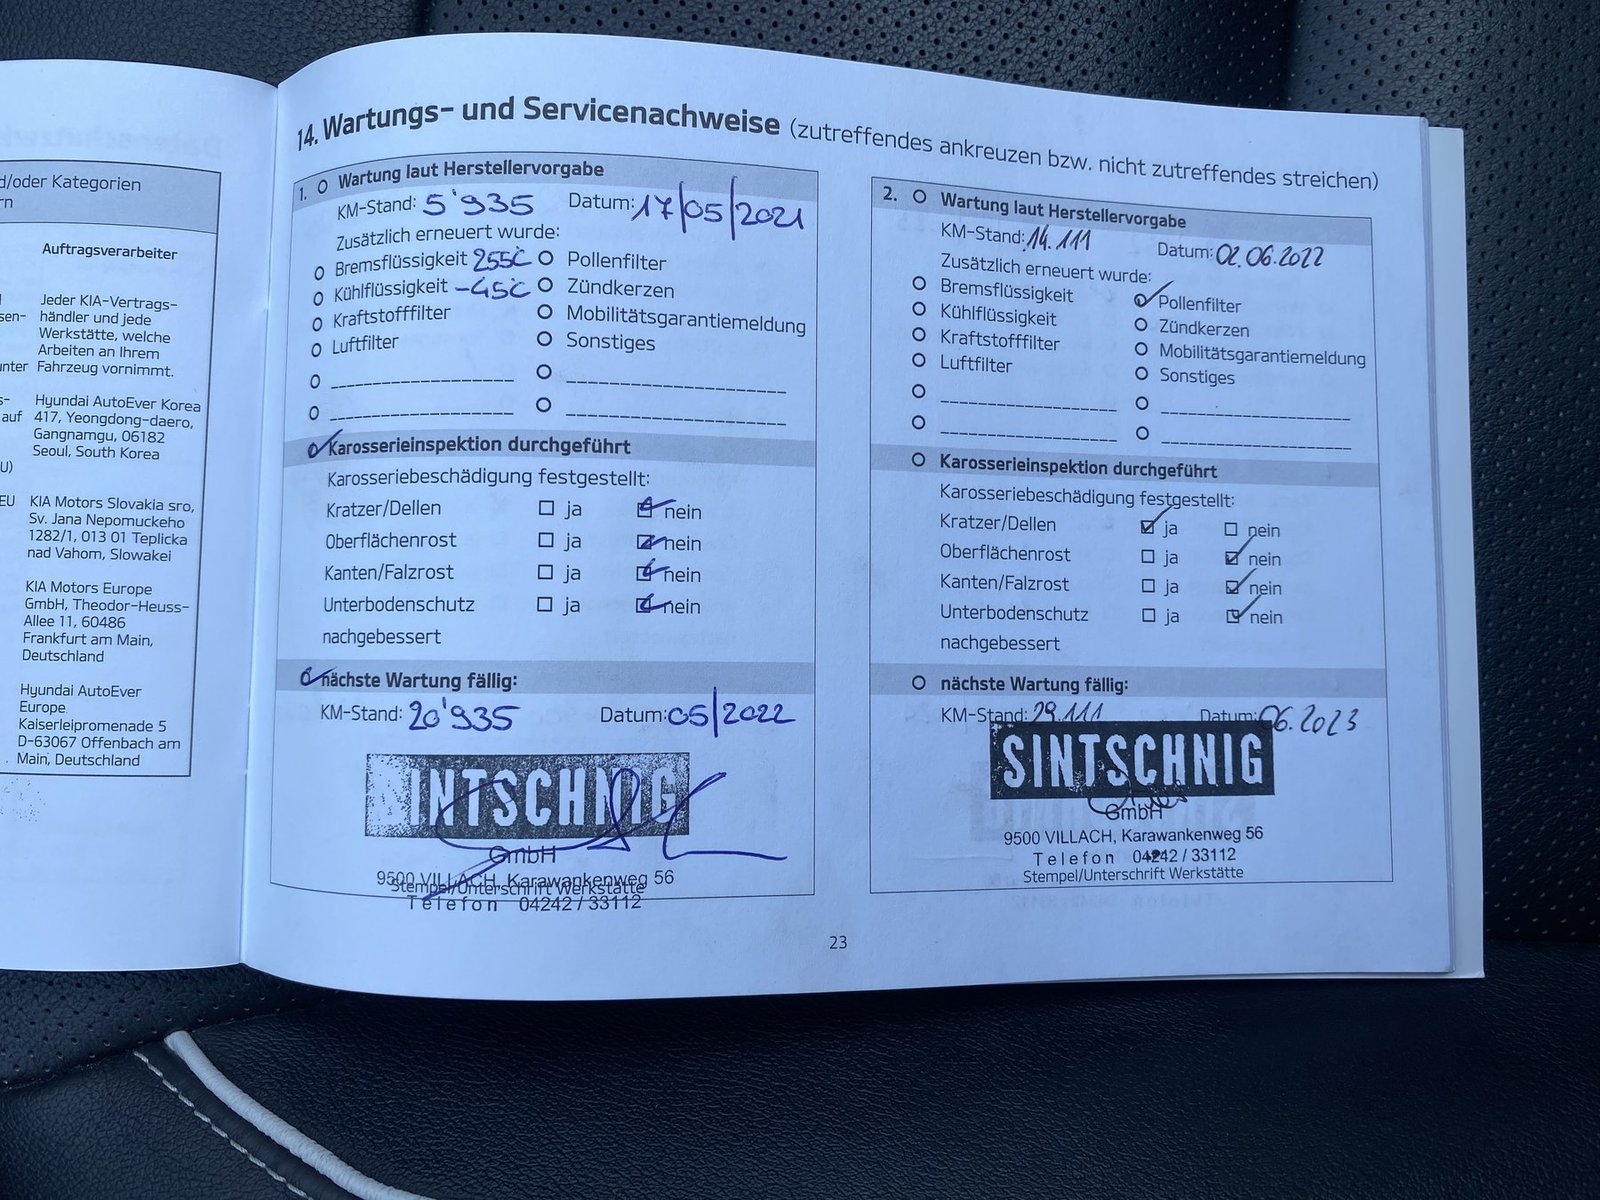 d/oder Kategorien
rn
Auftragsverarbeiter
Jeder KIA-Vertrags-
sen- händler und jede
Werkstätte, welche
Arbeiten an Ihrem
unter Fahrzeug vornimmt.
s- Hyundai AutoEver Korea
auf 417, Yeongdong-daero,
Gangnamgu, 06182
Seoul, South Korea
U)
EU KIA Motors Slovakia sro,
Sv. Jana Nepomuckeho
1282/1, 013 01 Teplicka
nad Vahom, Slowakei
KIA Motors Europe
GmbH, Theodor-Heuss-
Allee 11, 60486
Frankfurt am Main,
Deutschland
Hyundai AutoEver
Europe
Kaiserleipromenade 5
D-63067 Offenbach am
Main, Deutschland
14. Wartungs- und Servicenachweise (zutreffendes ankreuzen bzw. nicht zutreffendes streichen)
1. Wartung laut Herstellervorgabe
KM-Stand: 5'935 Datum: 17/05/2021
Zusätzlich erneuert wurde:
Bremsflüssigkeit 255°C Pollenfilter
Kühlflüssigkeit -45°C Zündkerzen
Kraftstofffilter Mobilitätsgarantiemeldung
Luftfilter Sonstiges
Karosserieinspektion durchgeführt
Karosseriebeschädigung festgestellt:
Kratzer/Dellen ja nein
Oberflächenrost ja nein
Kanten/Falzrost ja nein
Unterbodenschutz ja nein
nachgebessert
nächste Wartung fällig:
KM-Stand: 20'935 Datum: 05/2022
SINTSCHNIG
GmbH
9500 VILLACH, Karawankenweg 56
Stempel/Unterschrift Werkstätte
Telefon 04242 / 33112
2. Wartung laut Herstellervorgabe
KM-Stand: 14.111 Datum: 02.06.2022
Zusätzlich erneuert wurde:
Bremsflüssigkeit Pollenfilter
Kühlflüssigkeit Zündkerzen
Kraftstofffilter Mobilitätsgarantiemeldung
Luftfilter Sonstiges
Karosserieinspektion durchgeführt
Karosseriebeschädigung festgestellt:
Kratzer/Dellen ja nein
Oberflächenrost ja nein
Kanten/Falzrost ja nein
Unterbodenschutz ja nein
nachgebessert
nächste Wartung fällig:
KM-Stand: 29.111 Datum: 06.2023
SINTSCHNIG
GmbH
9500 VILLACH, Karawankenweg 56
Telefon 04242 / 33112
Stempel/Unterschrift Werkstätte
23